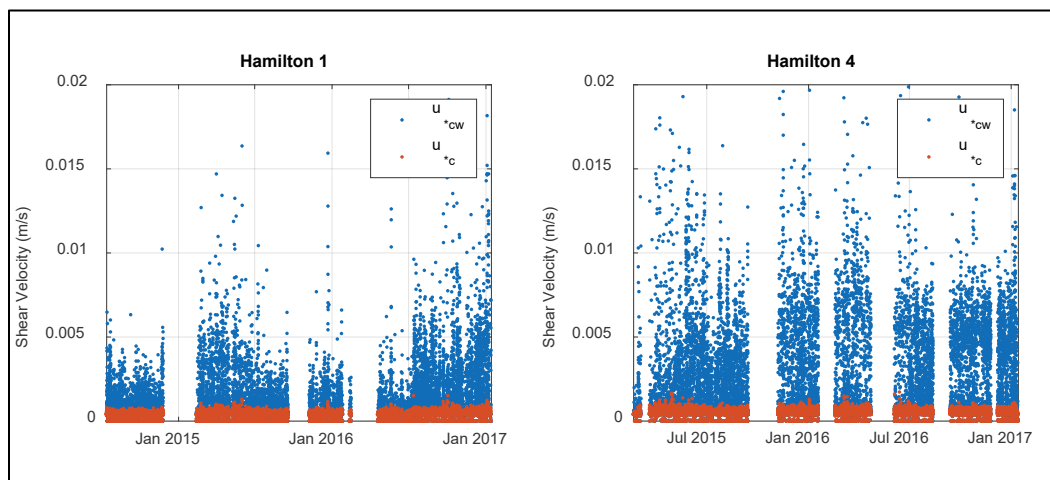 Hamilton 1
Shear Velocity (m/s)
0.02
0.015
0.01
0.005
0
Jan 2015
Jan 2016
Jan 2017
u*cw
u*c
Hamilton 4
Shear Velocity (m/s)
0.02
0.015
0.01
0.005
0
Jul 2015
Jan 2016
Jul 2016
Jan 2017
u*cw
u*c